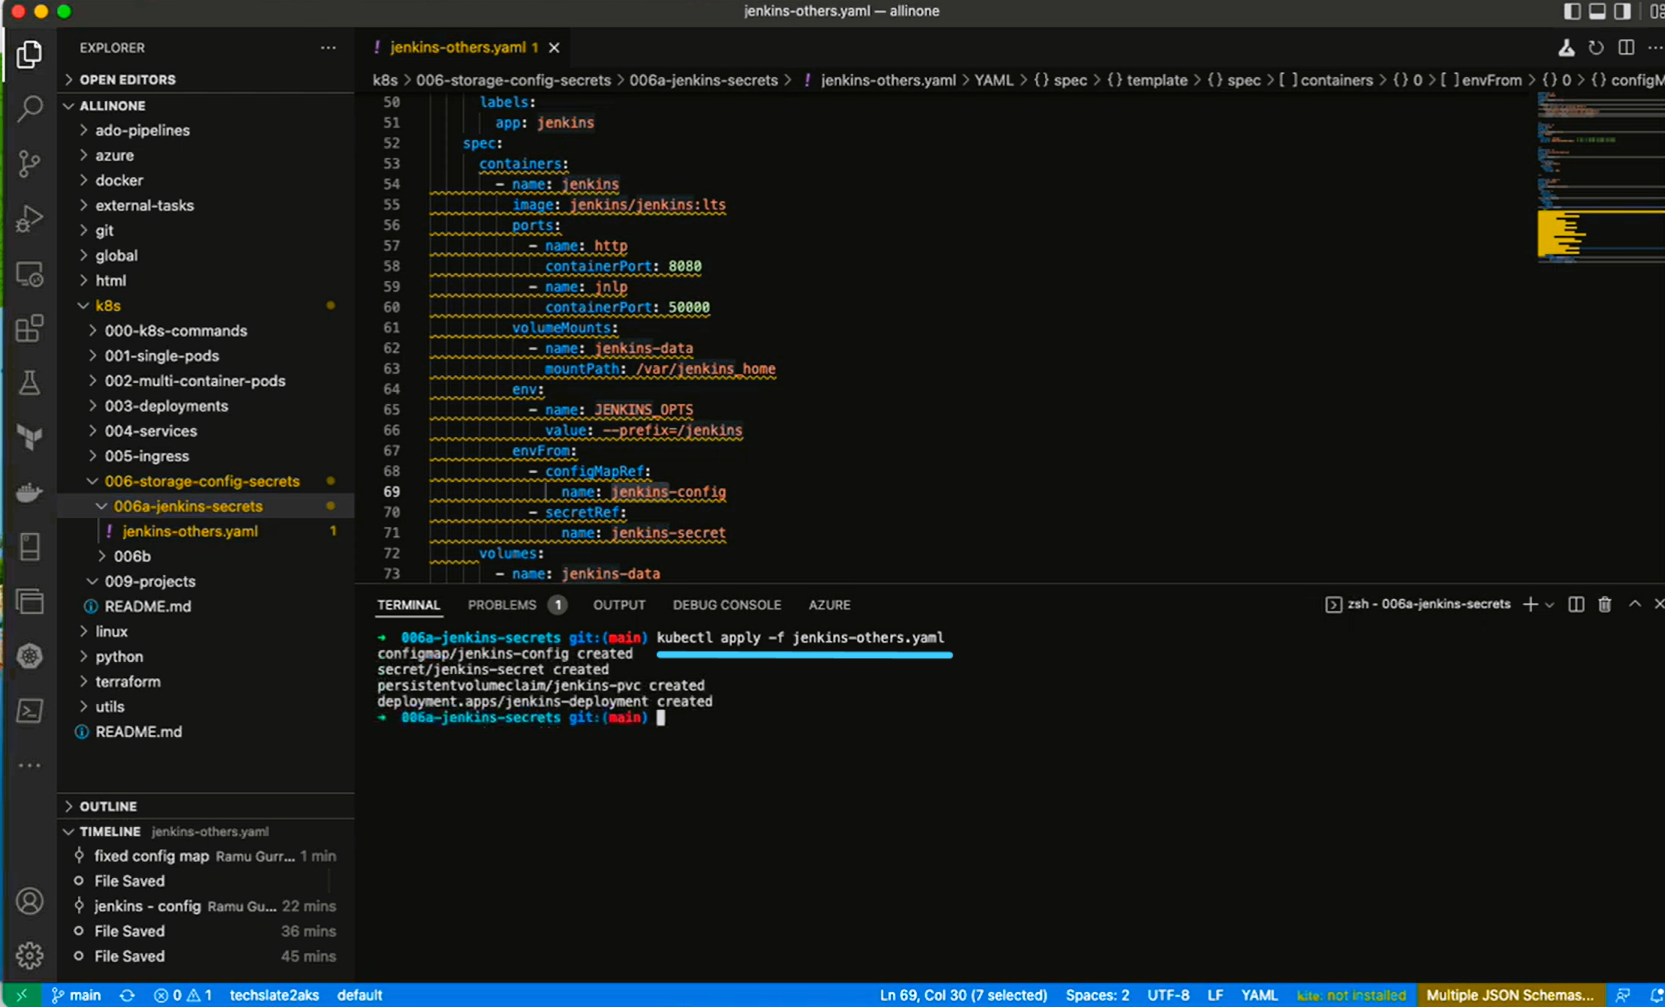 jenkins-others.yaml — allinone
EXPLORER
OPEN EDITORS
ALLINONE
ado-pipelines
azure
docker
external-tasks
git
global
html
k8s
000-k8s-commands
001-single-pods
002-multi-container-pods
003-deployments
004-services
005-ingress
006-storage-config-secrets
006a-jenkins-secrets
! jenkins-others.yaml 1
006b
009-projects
README.md
linux
python
terraform
utils
README.md
OUTLINE
TIMELINE jenkins-others.yaml
fixed config map Ramu Gurr... 1 min
File Saved
jenkins - config Ramu Gu... 22 mins
File Saved 36 mins
File Saved 45 mins
! jenkins-others.yaml 1
k8s > 006-storage-config-secrets > 006a-jenkins-secrets > ! jenkins-others.yaml > YAML > {} spec > {} template > {} spec > [ ] containers > {} 0 > [ ] envFrom > {} 0 > {} configM
50 labels:
51 app: jenkins
52 spec:
53 containers:
54 - name: jenkins
55 image: jenkins/jenkins:lts
56 ports:
57 - name: http
58 containerPort: 8080
59 - name: jnlp
60 containerPort: 50000
61 volumeMounts:
62 - name: jenkins-data
63 mountPath: /var/jenkins_home
64 env:
65 - name: JENKINS_OPTS
66 value: --prefix=/jenkins
67 envFrom:
68 - configMapRef:
69 name: jenkins-config
70 - secretRef:
71 name: jenkins-secret
72 volumes:
73 - name: jenkins-data
TERMINAL PROBLEMS 1 OUTPUT DEBUG CONSOLE AZURE
zsh - 006a-jenkins-secrets
→ 006a-jenkins-secrets git:(main) kubectl apply -f jenkins-others.yaml
configmap/jenkins-config created
secret/jenkins-secret created
persistentvolumeclaim/jenkins-pvc created
deployment.apps/jenkins-deployment created
→ 006a-jenkins-secrets git:(main)
main 0 1 techslate2aks default
Ln 69, Col 30 (7 selected) Spaces: 2 UTF-8 LF YAML kite: not installed Multiple JSON Schemas...